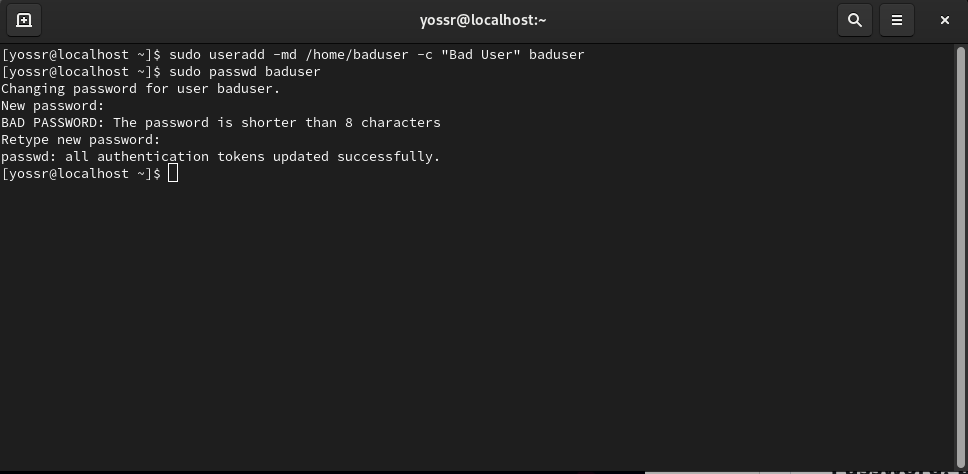 yossr@localhost:~
[yossr@localhost ~]$ sudo useradd -md /home/baduser -c "Bad User" baduser
[yossr@localhost ~]$ sudo passwd baduser
Changing password for user baduser.
New password:
BAD PASSWORD: The password is shorter than 8 characters
Retype new password:
passwd: all authentication tokens updated successfully.
[yossr@localhost ~]$